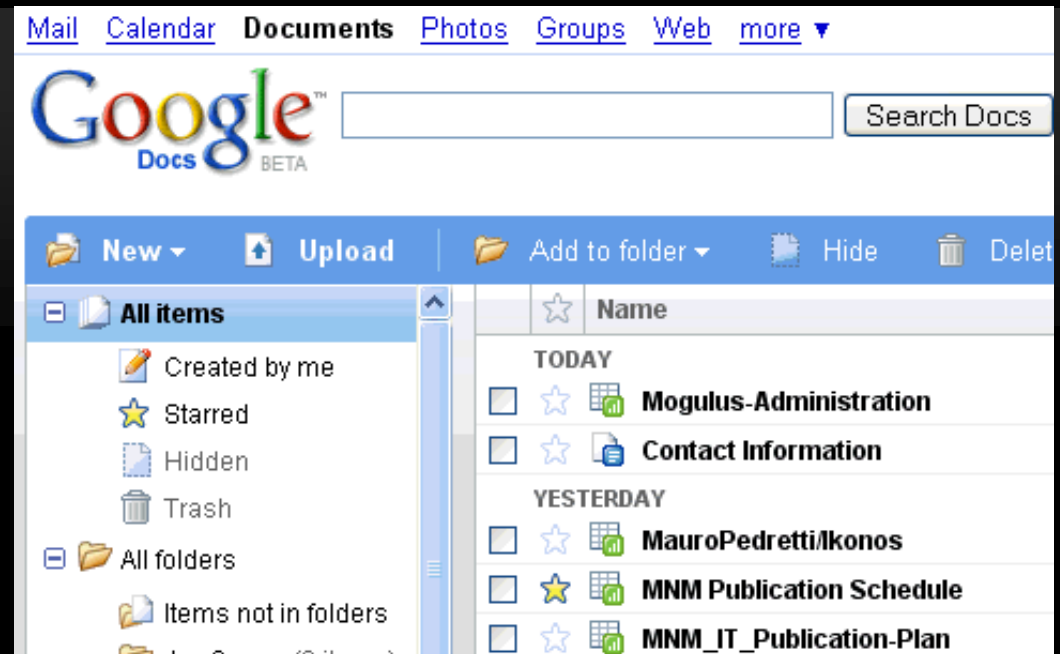 Mail Calendar Documents Photos Groups Web more ▼
Google™
Docs BETA
Search Docs
New Upload Add to folder Hide Delet
All items
Created by me
Starred
Hidden
Trash
All folders
Items not in folders
Name
TODAY
Mogulus-Administration
Contact Information
YESTERDAY
MauroPedretti/Ikonos
MNM Publication Schedule
MNM_IT_Publication-Plan